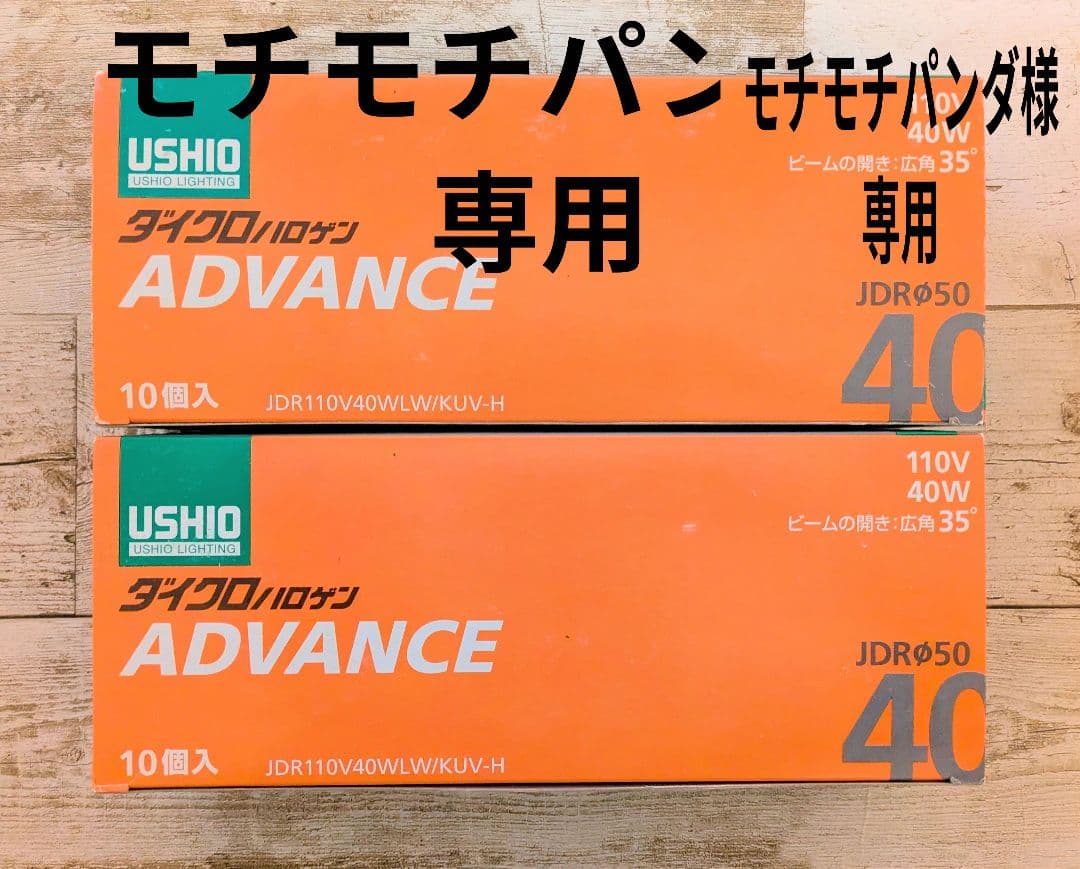 モチモチパン
モチモチパンダ様
専用
専用
USHIO
USHIO LIGHTING
110V
40W
ビームの開き:広角35°
ダイクロハロゲン
ADVANCE
JDRφ50
40
10個入
JDR110V40WLW/KUV-H
USHIO
USHIO LIGHTING
110V
40W
ビームの開き:広角35°
ダイクロハロゲン
ADVANCE
JDRφ50
40
10個入
JDR110V40WLW/KUV-H